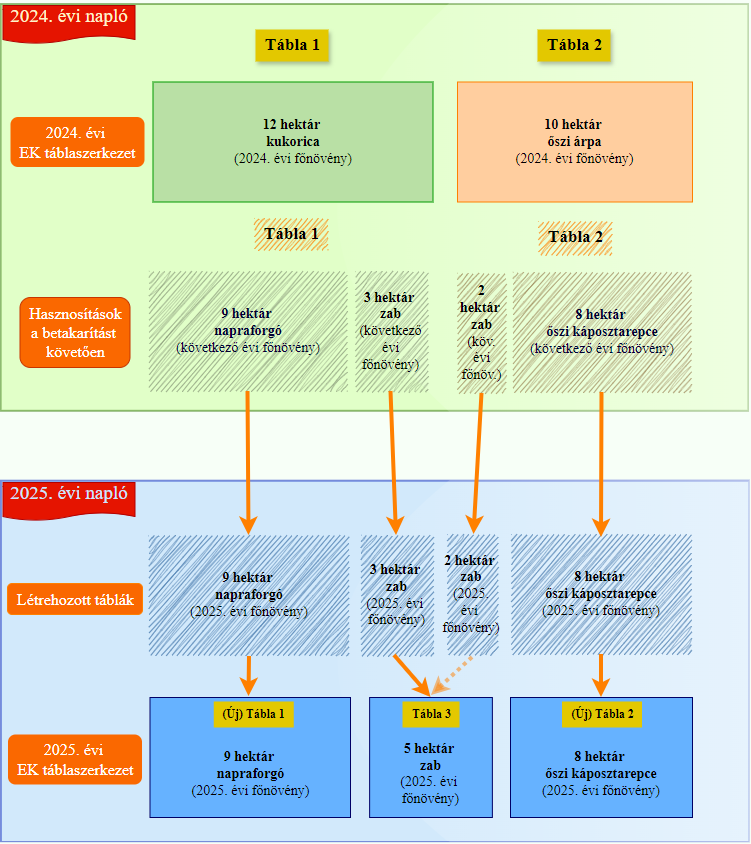 2024. évi napló
Tábla 1
Tábla 2
2024. évi
EK táblaszerkezet
12 hektár
kukorica
(2024. évi főnövény)
10 hektár
őszi árpa
(2024. évi főnövény)
Tábla 1
Tábla 2
Hasznosítások
a betakarítást
követően
9 hektár
napraforgó
(következő évi főnövény)
3 hektár
zab
(következő
évi
főnövény)
2
hektár
zab
(köv.
évi
főnöv.)
8 hektár
őszi káposztarepce
(következő évi főnövény)
2025. évi napló
Létrehozott táblák
9 hektár
napraforgó
(2025. évi főnövény)
3 hektár
zab
(2025. évi
főnövény)
2 hektár
zab
(2025.
évi
főnövény)
8 hektár
őszi káposztarepce
(2025. évi főnövény)
2025. évi
EK táblaszerkezet
(Új) Tábla 1
9 hektár
napraforgó
(2025. évi főnövény)
Tábla 3
5 hektár
zab
(2025. évi
főnövény)
(Új) Tábla 2
8 hektár
őszi káposztarepce
(2025. évi főnövény)